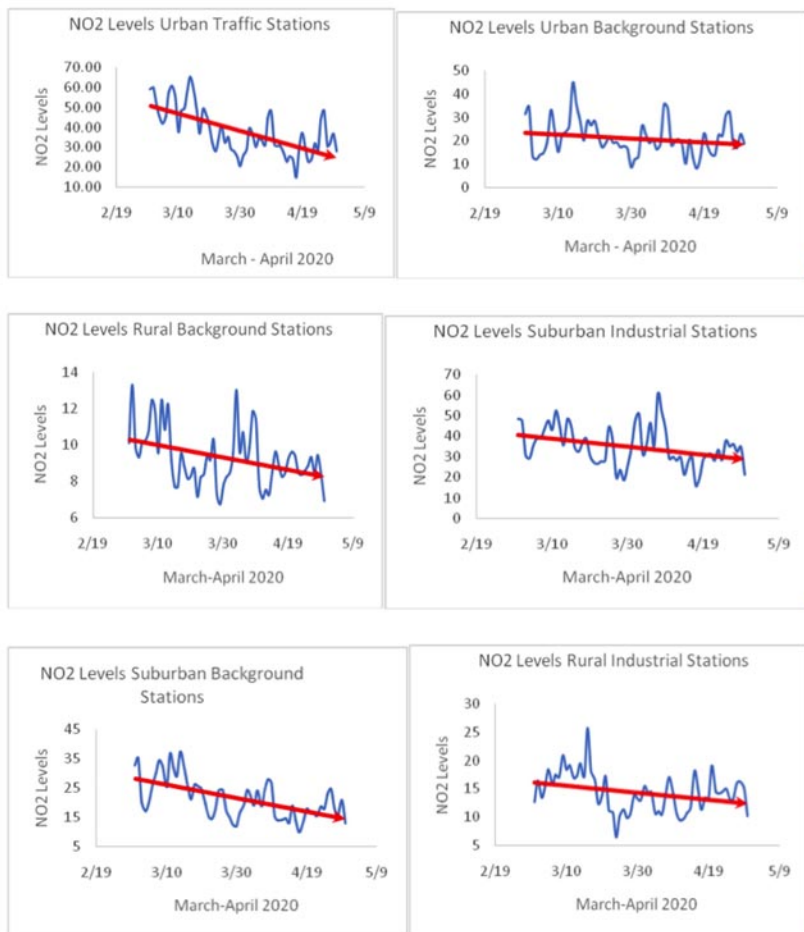 NO2 Levels Urban Traffic Stations
NO2 Levels
70.00
60.00
50.00
40.00
30.00
20.00
10.00
2/19 3/10 3/30 4/19 5/9
March - April 2020
NO2 Levels Urban Background Stations
NO2 Levels
50
40
30
20
10
0
2/19 3/10 3/30 4/19 5/9
March - April 2020
NO2 Levels Rural Background Stations
NO2 Levels
14
12
10
8
6
2/19 3/10 3/30 4/19 5/9
March-April 2020
NO2 Levels Suburban Industrial Stations
NO2 Levels
70
60
50
40
30
20
10
0
2/19 3/10 3/30 4/19 5/9
March-April 2020
NO2 Levels Suburban Background
Stations
NO2 Levels
45
35
25
15
5
2/19 3/10 3/30 4/19 5/9
March-April 2020
NO2 Levels Rural Industrial Stations
NO2 Levels
30
25
20
15
10
5
2/19 3/10 3/30 4/19 5/9
March-April 2020